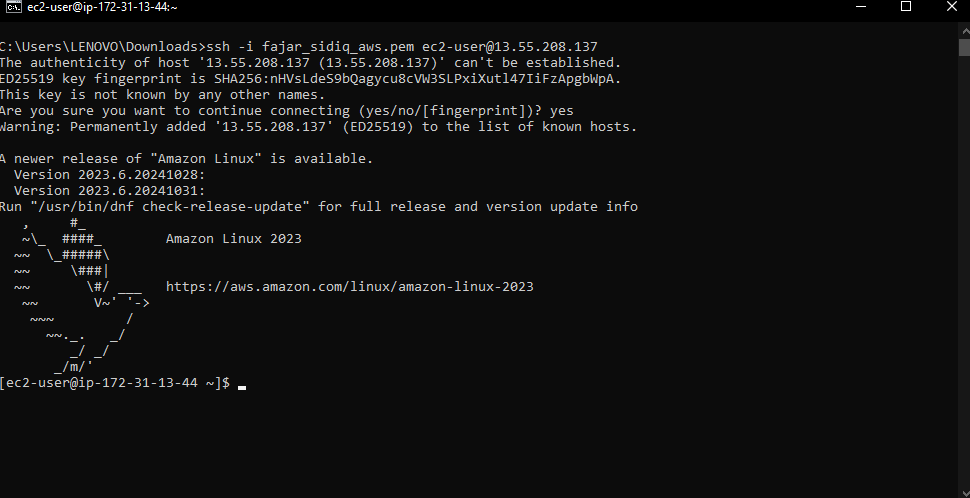 ec2-user@ip-172-31-13-44:~
C:\Users\LENOVO\Downloads>ssh -i fajar_sidiq_aws.pem ec2-user@13.55.208.137
The authenticity of host '13.55.208.137 (13.55.208.137)' can't be established.
ED25519 key fingerprint is SHA256:nHVsLdeS9bQagycu8cVW3SLPxiXutl47IiFzApgbWpA.
This key is not known by any other names.
Are you sure you want to continue connecting (yes/no/[fingerprint])? yes
Warning: Permanently added '13.55.208.137' (ED25519) to the list of known hosts.

A newer release of "Amazon Linux" is available.
  Version 2023.6.20241028:
  Version 2023.6.20241031:
Run "/usr/bin/dnf check-release-update" for full release and version update info
   ,     #_
   ~\_  ####_        Amazon Linux 2023
  ~~  \_#####\
  ~~     \###|
  ~~       \#/ ___   https://aws.amazon.com/linux/amazon-linux-2023
   ~~       V~' '->
    ~~~         /
      ~~._.   _/
         _/ _/
       _/m/'
[ec2-user@ip-172-31-13-44 ~]$